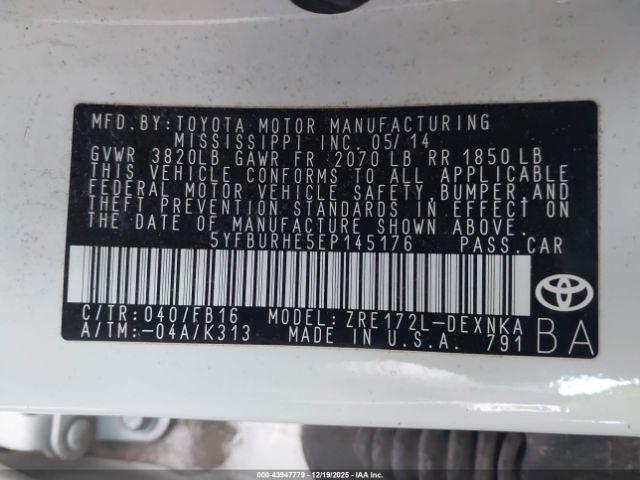 MFD. BY: TOYOTA MOTOR MANUFACTURING
MISSISSIPPI INC. 05/14
GVWR 3820LB GAWR FR 2070 LB RR 1850 LB
THIS VEHICLE CONFORMS TO ALL APPLICABLE
FEDERAL MOTOR VEHICLE SAFETY, BUMPER, AND
THEFT PREVENTION STANDARDS IN EFFECT ON
THE DATE OF MANUFACTURE SHOWN ABOVE.
5YFBURHE5EP145176 PASS. CAR
C/TR: 040/FB16 MODEL: ZRE172L-DEXNKA
A/TM: -04A/K313 MADE IN U.S.A. 791 BA
000-43947779 - 12/19/2025 - IAA, Inc.